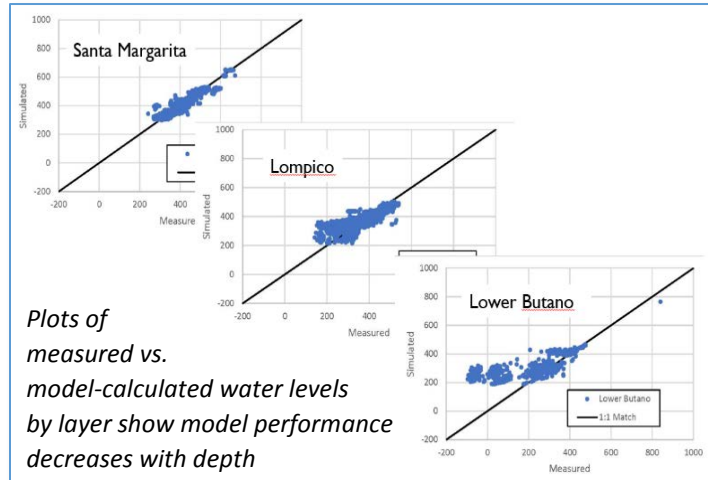 1000
Santa Margarita
800
600
Simulated
400
200
0
-200
-200
0
200
400
Measure
1000
Lompico
800
600
Simulated
400
200
0
-200
-200
0
200
400
Measured
1000
Lower Butano
800
600
Simulated
400
200
0
-200
Lower Butano
1:1 Match
-200
0
200
400
600
800
1000
Measured
Plots of
measured vs.
model-calculated water levels
by layer show model performance
decreases with depth